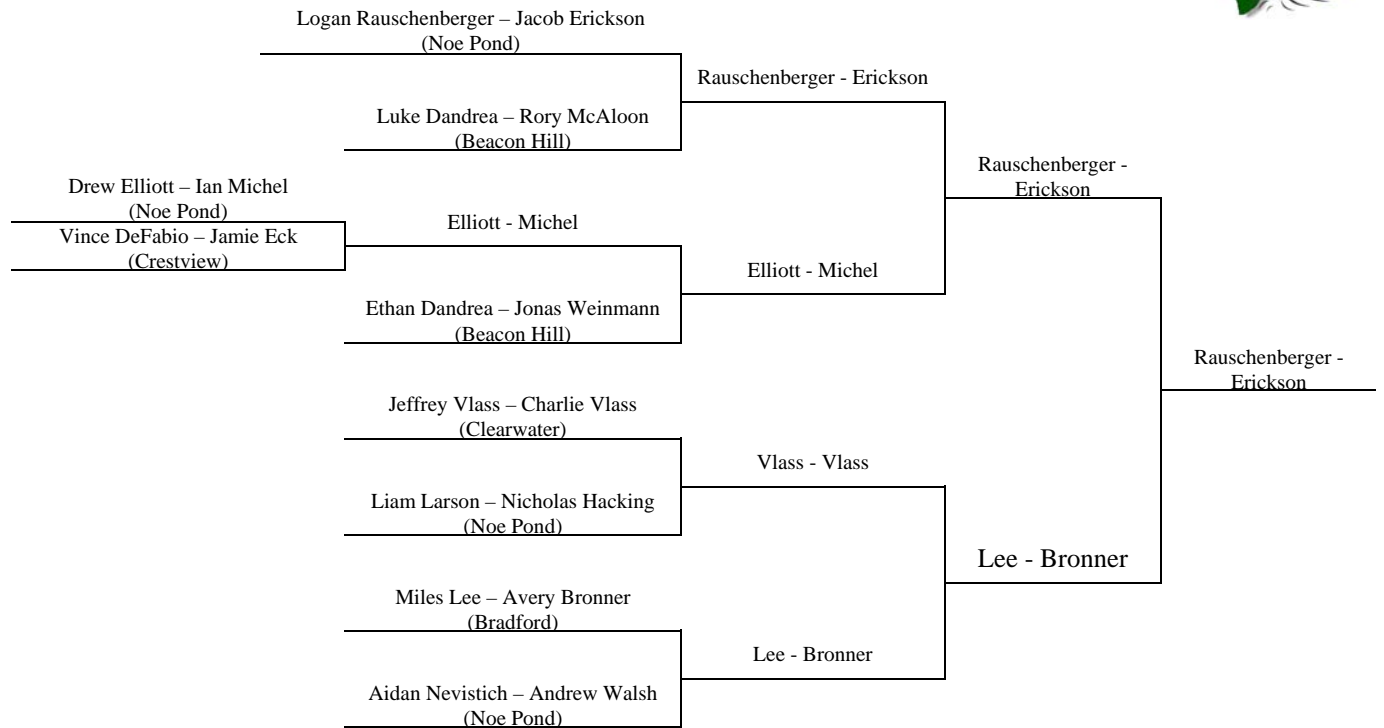 Logan Rauschenberger – Jacob Erickson
(Noe Pond)
Rauschenberger - Erickson
Luke Dandrea – Rory McAloon
(Beacon Hill)
Rauschenberger -
Erickson
Drew Elliott – Ian Michel
(Noe Pond)
Vince DeFabio – Jamie Eck
(Crestview)
Elliott - Michel
Elliott - Michel
Ethan Dandrea – Jonas Weinmann
(Beacon Hill)
Rauschenberger -
Erickson
Jeffrey Vlass – Charlie Vlass
(Clearwater)
Vlass - Vlass
Liam Larson – Nicholas Hacking
(Noe Pond)
Lee - Bronner
Miles Lee – Avery Bronner
(Bradford)
Lee - Bronner
Aidan Nevistich – Andrew Walsh
(Noe Pond)